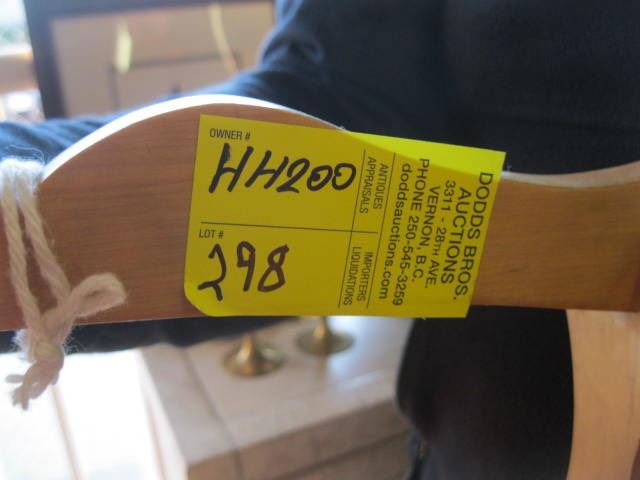 OWNER #
HH200
LOT #
298
ANTIQUES
APPRAISALS
IMPORTERS
LIQUIDATIONS
DODDS BROS.
AUCTIONS
3311 - 28TH AVE.
VERNON, B.C.
PHONE 250-545-3259
doddsauctions.com